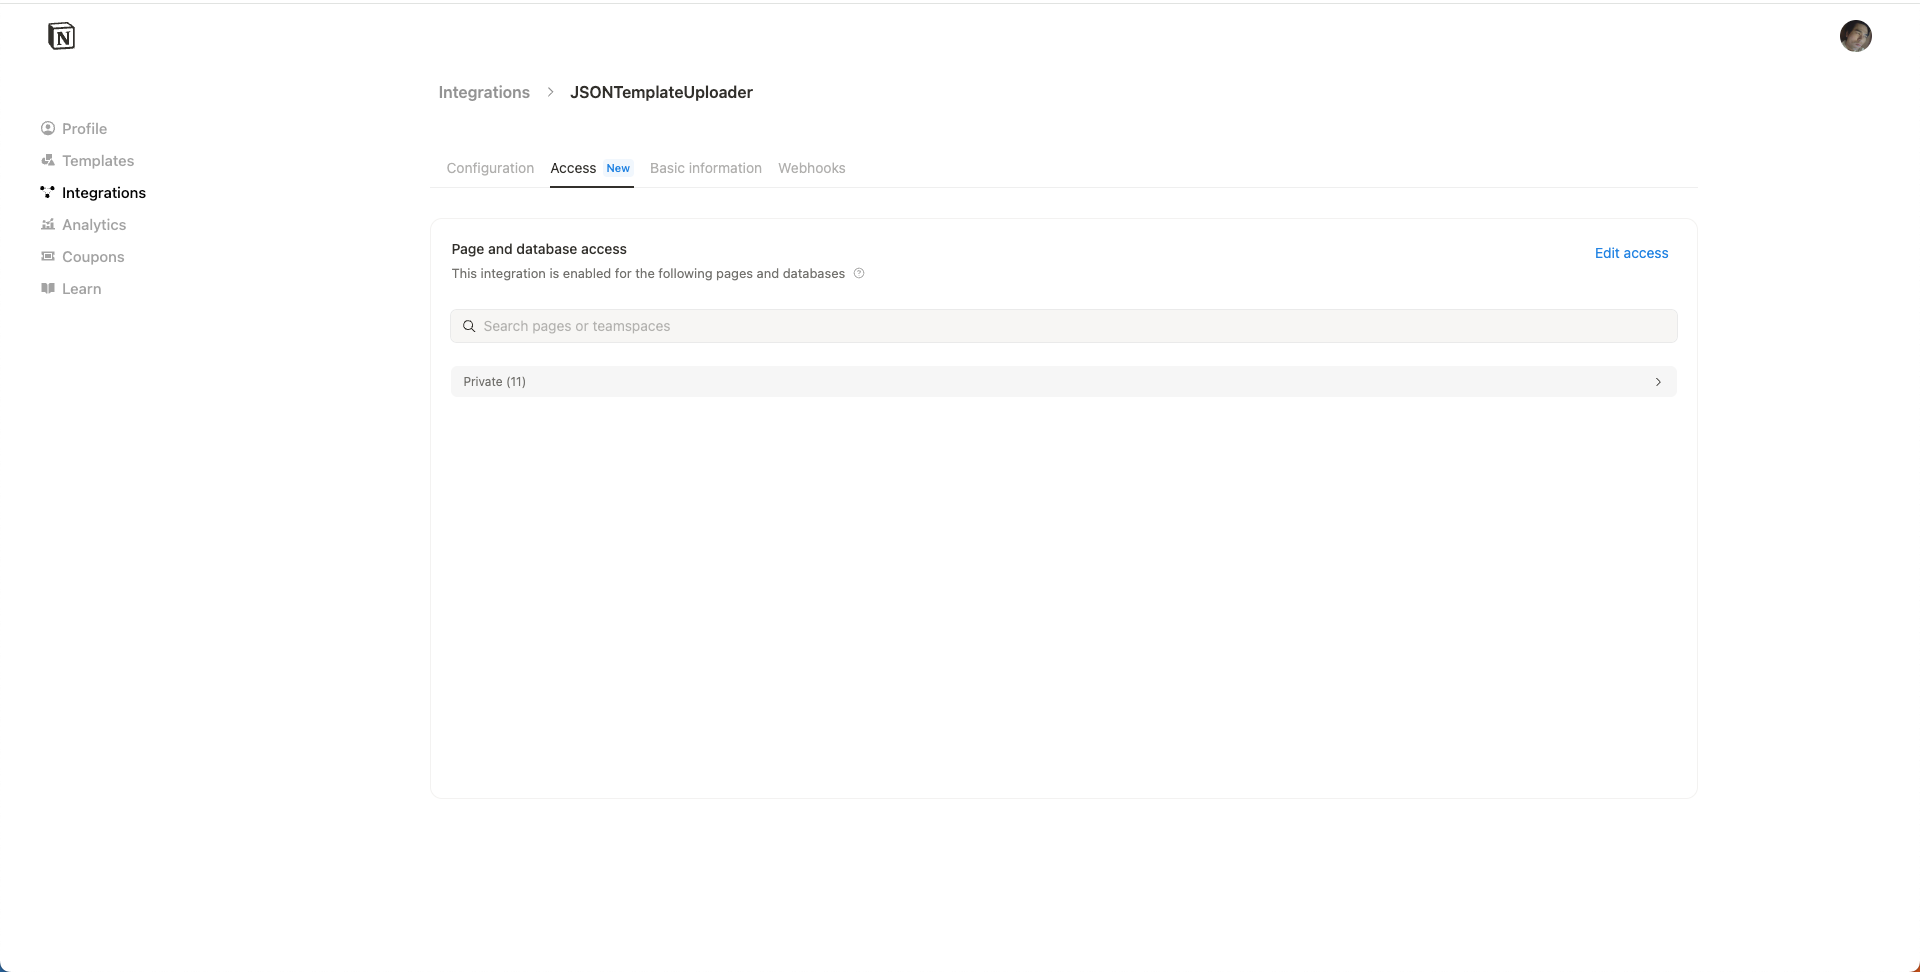 N
Integrations > JSONTemplateUploader
Profile
Templates
Integrations
Analytics
Coupons
Learn
Configuration Access New Basic information Webhooks
Page and database access
Edit access
This integration is enabled for the following pages and databases ?
Search pages or teamspaces
Private (11)